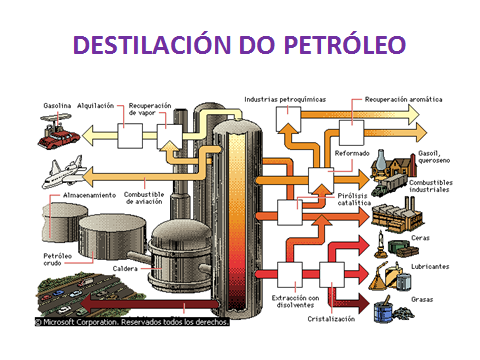 DESTILACIÓN DO PETRÓLEO
Gasolina
Alquilación
Recuperación
de vapor
Industrias petroquímicas
Recuperación aromática
Reformado
Gasoil,
queroseno
Combustibles
industriales
Almacenamiento
Combustible
de aviación
Pirólisis
catalítica
Petróleo
crudo
Caldera
Ceras
Lubricantes
Extracción con
disolventes
Grasas
Cristalización
© Microsoft Corporation. Reservados todos los derechos.